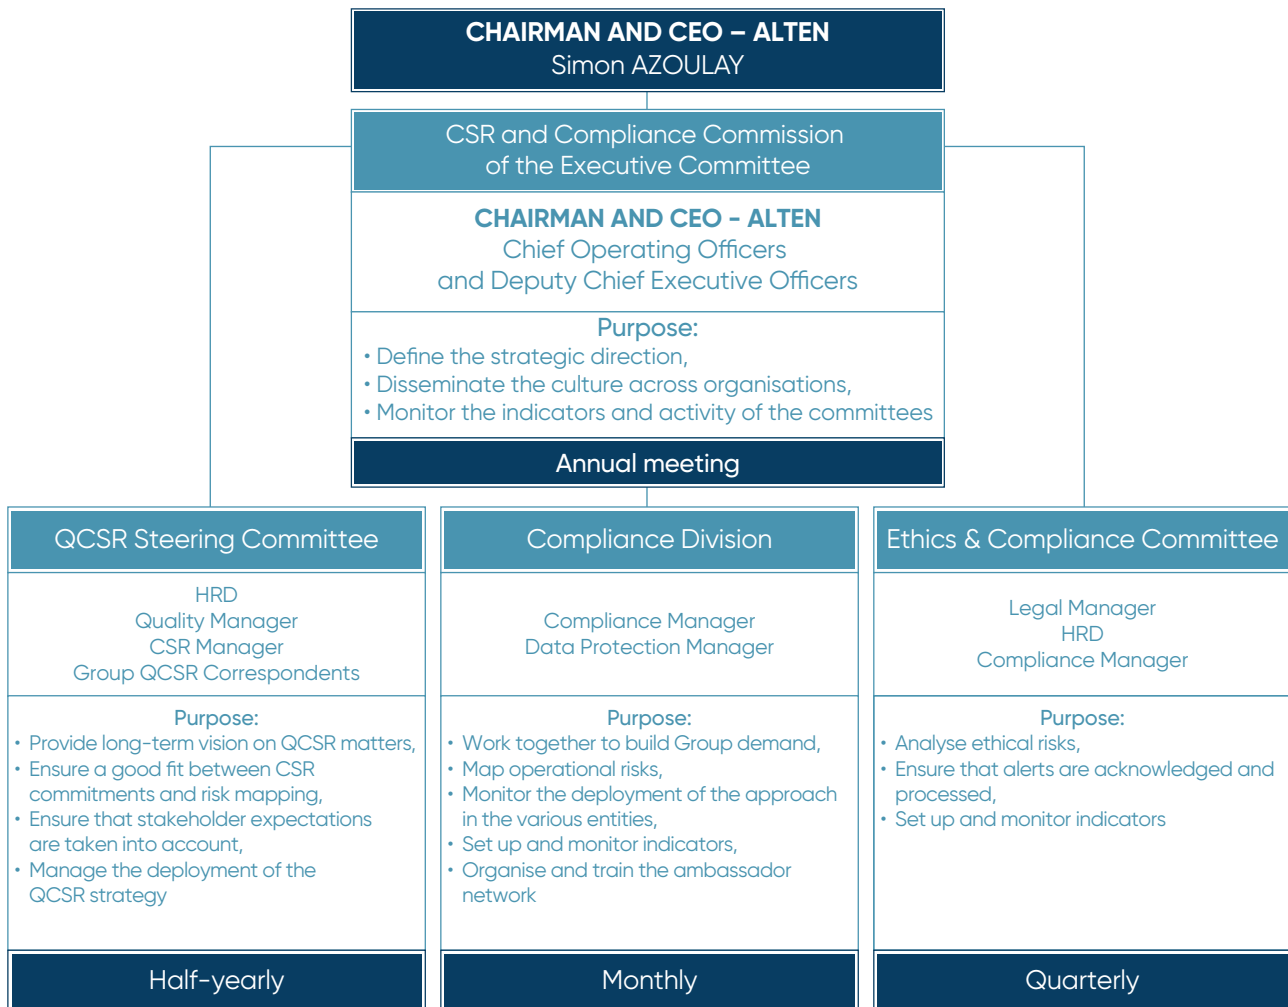 CHAIRMAN AND CEO – ALTEN
Simon AZOULAY
CSR and Compliance Commission
of the Executive Committee
CHAIRMAN AND CEO - ALTEN
Chief Operating Officers
and Deputy Chief Executive Officers
Purpose:
• Define the strategic direction,
• Disseminate the culture across organisations,
• Monitor the indicators and activity of the committees
Annual meeting
QCSR Steering Committee
HRD
Quality Manager
CSR Manager
Group QCSR Correspondents
Purpose:
• Provide long-term vision on QCSR matters,
• Ensure a good fit between CSR
commitments and risk mapping,
• Ensure that stakeholder expectations
are taken into account,
• Manage the deployment of the
QCSR strategy
Half-yearly
Compliance Division
Compliance Manager
Data Protection Manager
Purpose:
• Work together to build Group demand,
• Map operational risks,
• Monitor the deployment of the approach
in the various entities,
• Set up and monitor indicators,
• Organise and train the ambassador
network
Monthly
Ethics & Compliance Committee
Legal Manager
HRD
Compliance Manager
Purpose:
• Analyse ethical risks,
• Ensure that alerts are acknowledged and
processed,
• Set up and monitor indicators
Quarterly